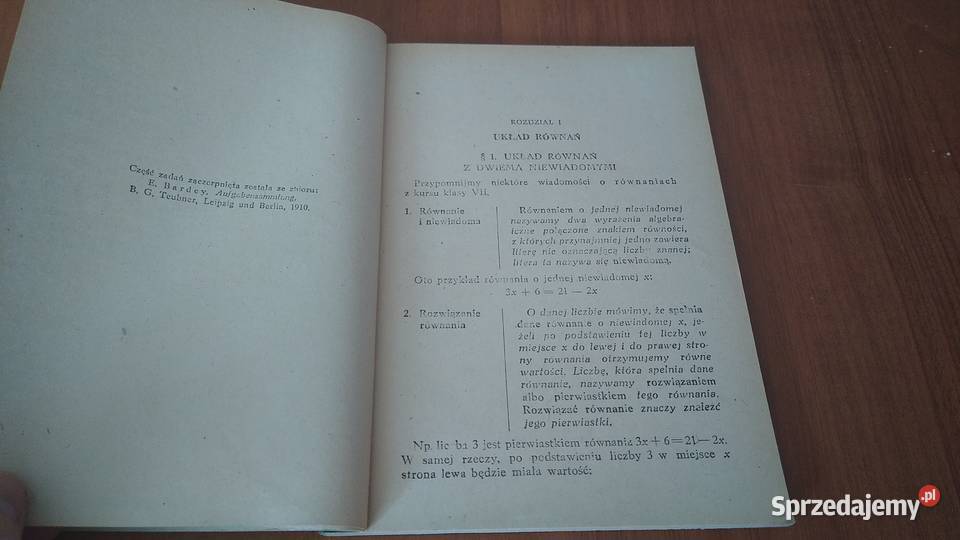 Część zadań zaczerpnięta została ze zbioru:
E. Bardey, Aufgabensammlung,
B. G. Teubner, Leipzig und Berlin, 1910.
ROZDZIAŁ I
UKŁAD RÓWNAŃ
§ 1. UKŁAD RÓWNAŃ
Z DWIEMA NIEWIADOMYMI
Przypomnijmy niektóre wiadomości o równaniach
z kursu klasy VII.
1. Równanie
i niewiadoma
Równaniem o jednej niewiadomej
nazywamy dwa wyrażenia algebra-
iczne połączone znakiem równości,
z których przynajmniej jedno zawiera
literę nie oznaczającą liczby znanej;
litera ta nazywa się niewiadomą.
Oto przykład równania o jednej niewiadomej x:
3x + 6 = 21 — 2x
2. Rozwiązanie
równania
O danej liczbie mówimy, że spełnia
dane równanie o niewiadomej x, je-
żeli po podstawieniu tej liczby w
miejsce x do lewej i do prawej stro-
ny równania otrzymujemy równe
wartości. Liczbę, która spełnia dane
równanie, nazywamy rozwiązaniem
albo pierwiastkiem tego równania.
Rozwiązać równanie znaczy znaleźć
jego pierwiastki.
Np. lic ba 3 jest pierwiastkiem równania 3x + 6 = 21 — 2x.
W samej rzeczy, po podstawieniu liczby 3 w miejsce x
strona lewa będzie miała wartość:
Sprzedajemy.pl